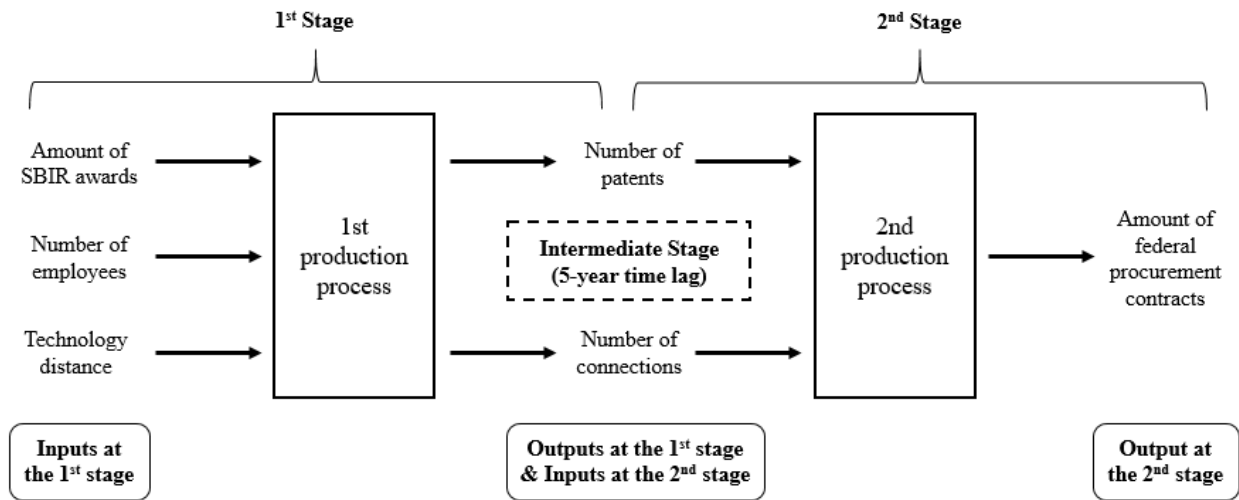 1st Stage
2nd Stage
Amount of
SBIR awards
Number of
employees
Technology
distance
1st
production
process
Number of
patents
Intermediate Stage
(5-year time lag)
Number of
connections
2nd
production
process
Amount of
federal
procurement
contracts
Inputs at
the 1st stage
Outputs at the 1st stage
& Inputs at the 2nd stage
Output at
the 2nd stage